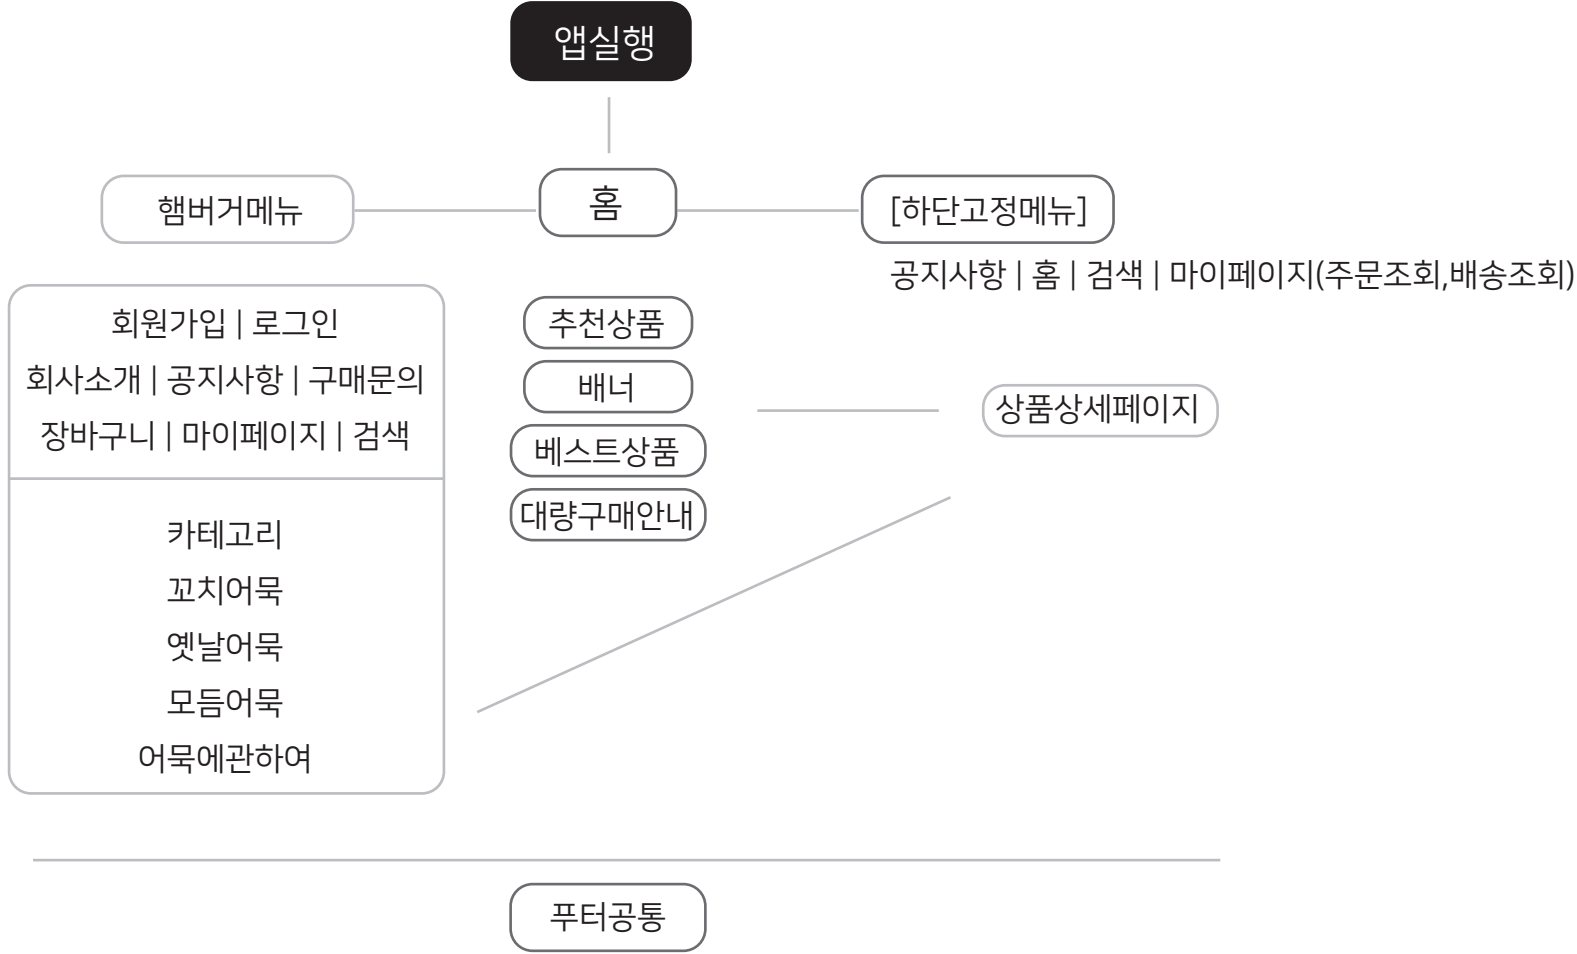 앱실행
햄버거메뉴
홈
[하단고정메뉴]
공지사항 | 홈 | 검색 | 마이페이지(주문조회,배송조회)
회원가입 | 로그인
회사소개 | 공지사항 | 구매문의
장바구니 | 마이페이지 | 검색
카테고리
꼬치어묵
옛날어묵
모듬어묵
어묵에관하여
추천상품
배너
베스트상품
대량구매안내
상품상세페이지
푸터공통